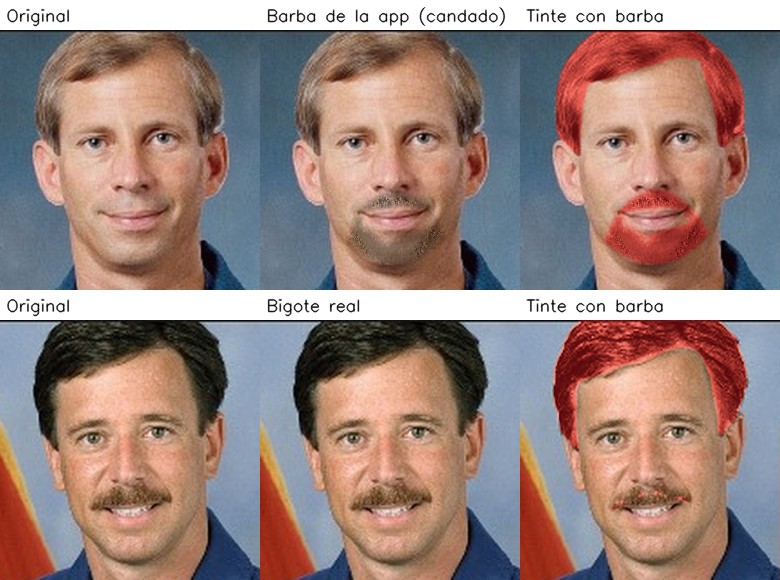 Original
Barba de la app (candado)
Tinte con barba
Original
Bigote real
Tinte con barba